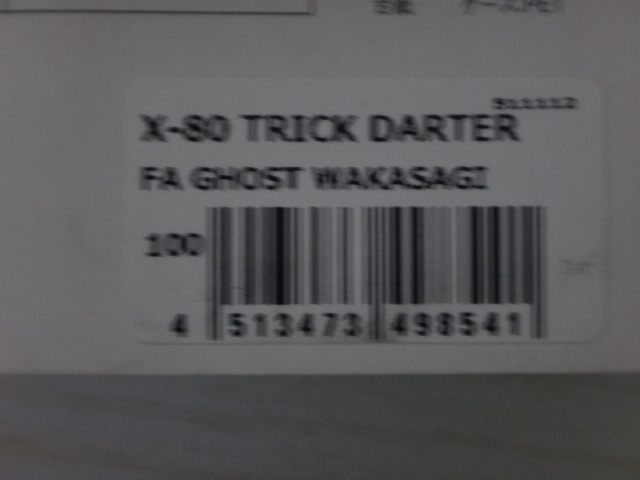 X-80 TRICK DARTER
FA GHOST WAKASAGI
100
4 513473 498541